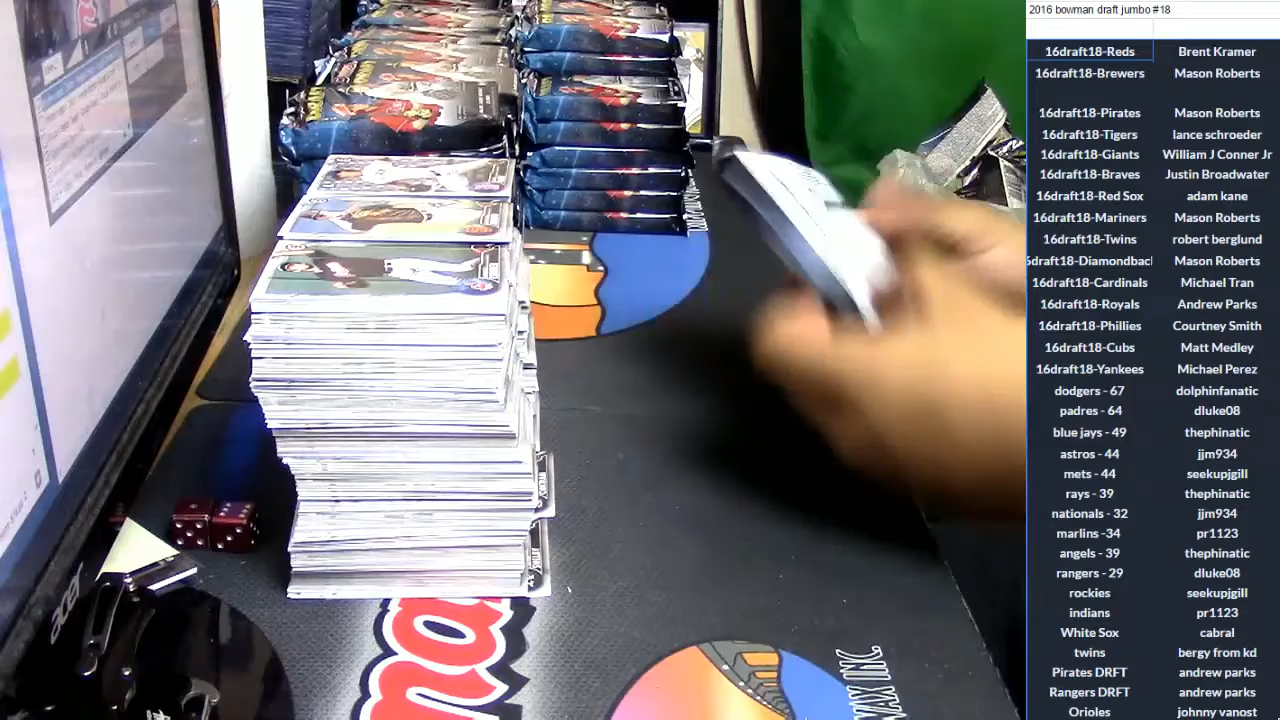 2016 bowman draft jumbo #18
16draft18-Reds Brent Kramer
16draft18-Brewers Mason Roberts
16draft18-Pirates Mason Roberts
16draft18-Tigers lance schroeder
16draft18-Giants William J Conner Jr
16draft18-Braves Justin Broadwater
16draft18-Red Sox adam kane
16draft18-Mariners Mason Roberts
16draft18-Twins robert berglund
6draft18-Diamondbacl Mason Roberts
16draft18-Cardinals Michael Tran
16draft18-Royals Andrew Parks
16draft18-Phillies Courtney Smith
16draft18-Cubs Matt Medley
16draft18-Yankees Michael Perez
dodgers - 67 dolphinfanatic
padres - 64 dluke08
blue jays - 49 thephinatic
astros - 44 jjm934
mets - 44 seekupjgill
rays - 39 thephinatic
nationals - 32 jjm934
marlins -34 pr1123
angels - 39 thephinatic
rangers - 29 dluke08
rockies seekupjgill
indians pr1123
White Sox cabral
twins bergy from kd
Pirates DRFT andrew parks
Rangers DRFT andrew parks
Orioles johnny vanost
acer
WAX INC.